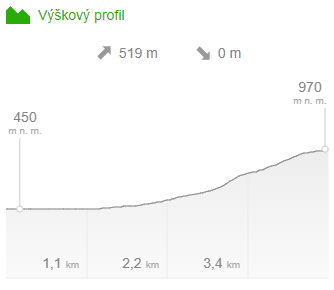 Výškový profil
519 m
0 m
970
m n. m.
450
m n. m.
1,1 km
2,2 km
3,4 km